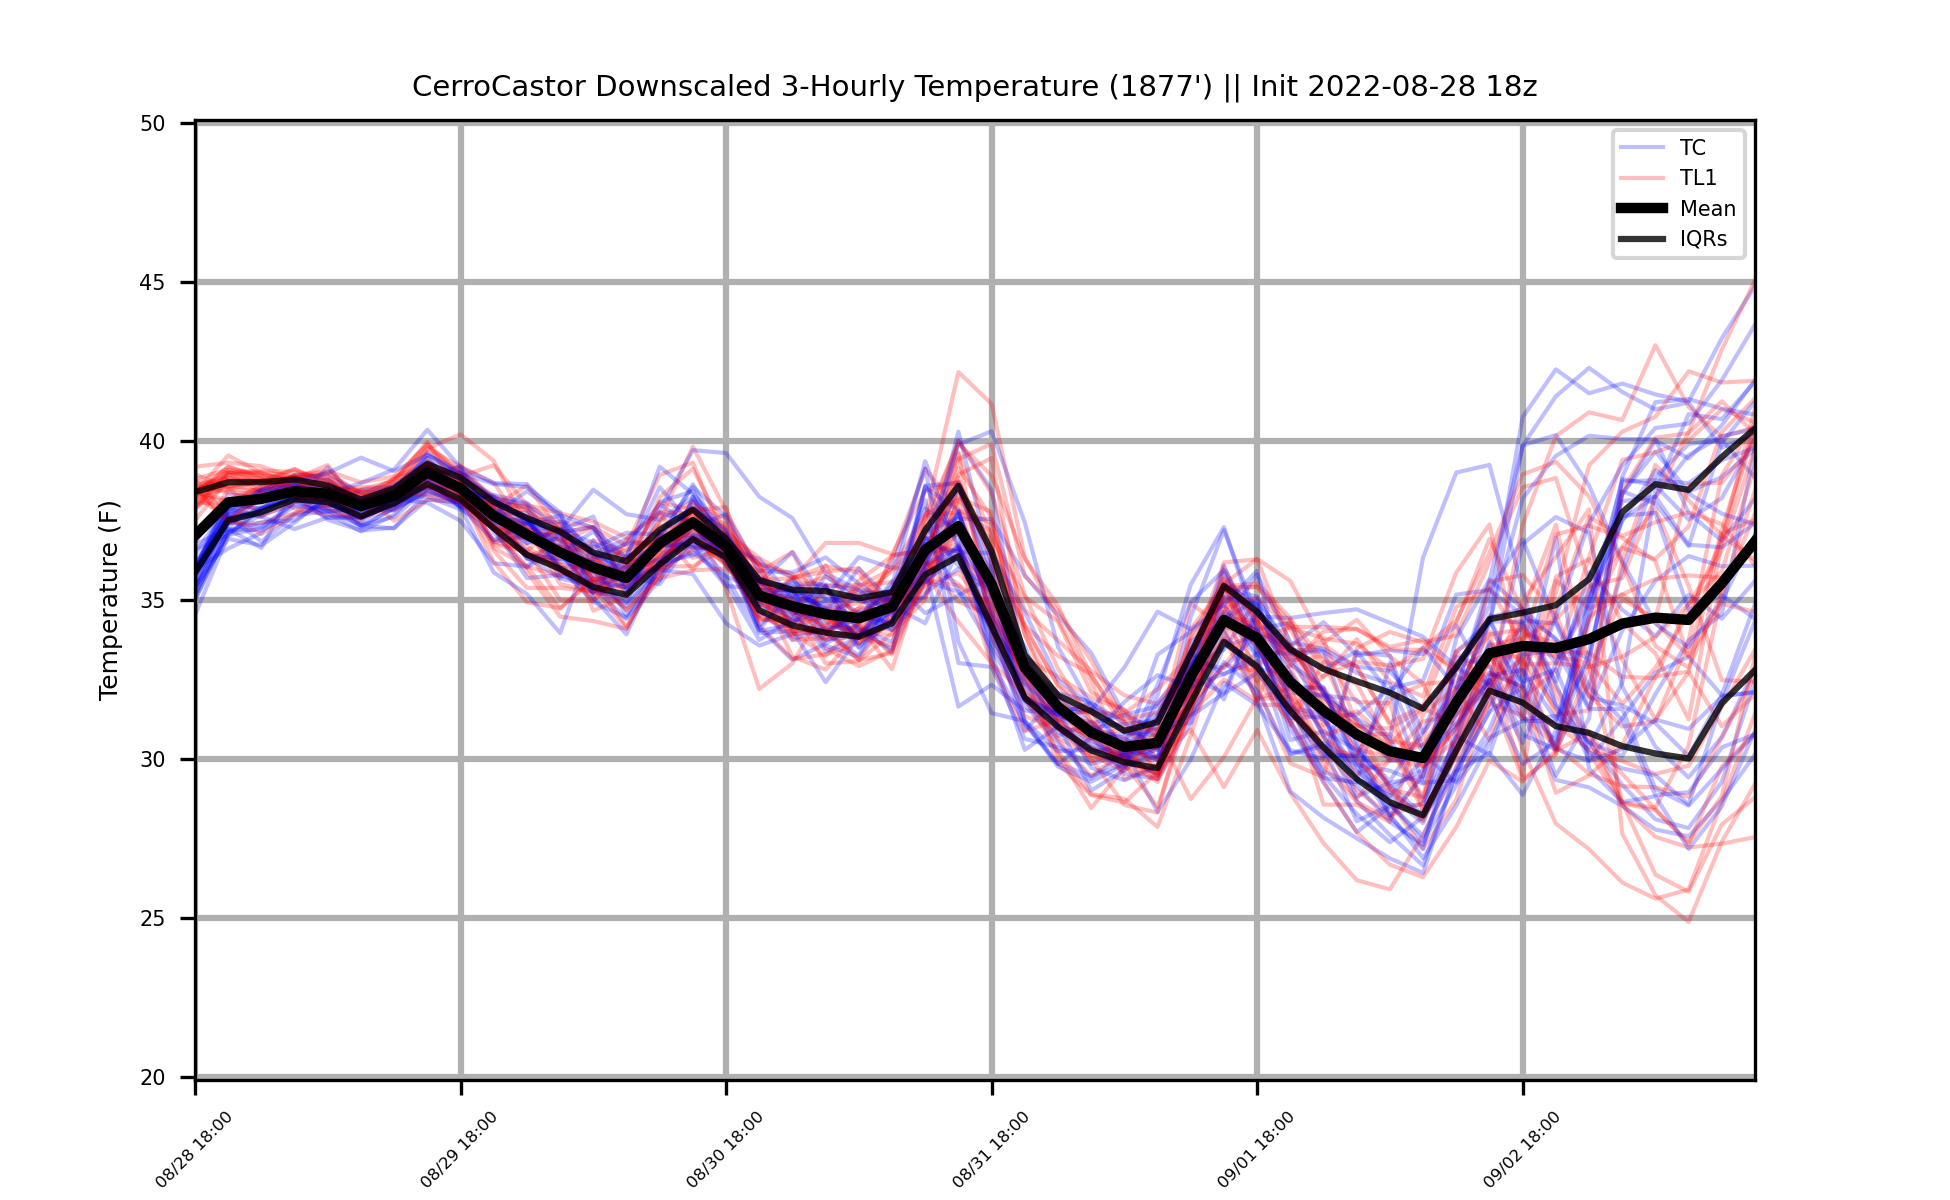 CerroCastor Downscaled 3-Hourly Temperature (1877') || Init 2022-08-28 18z
TC
TL1
Mean
IQRs
Temperature (F)
50
45
40
35
30
25
20
08/28 18:00
08/29 18:00
08/30 18:00
08/31 18:00
09/01 18:00
09/02 18:00